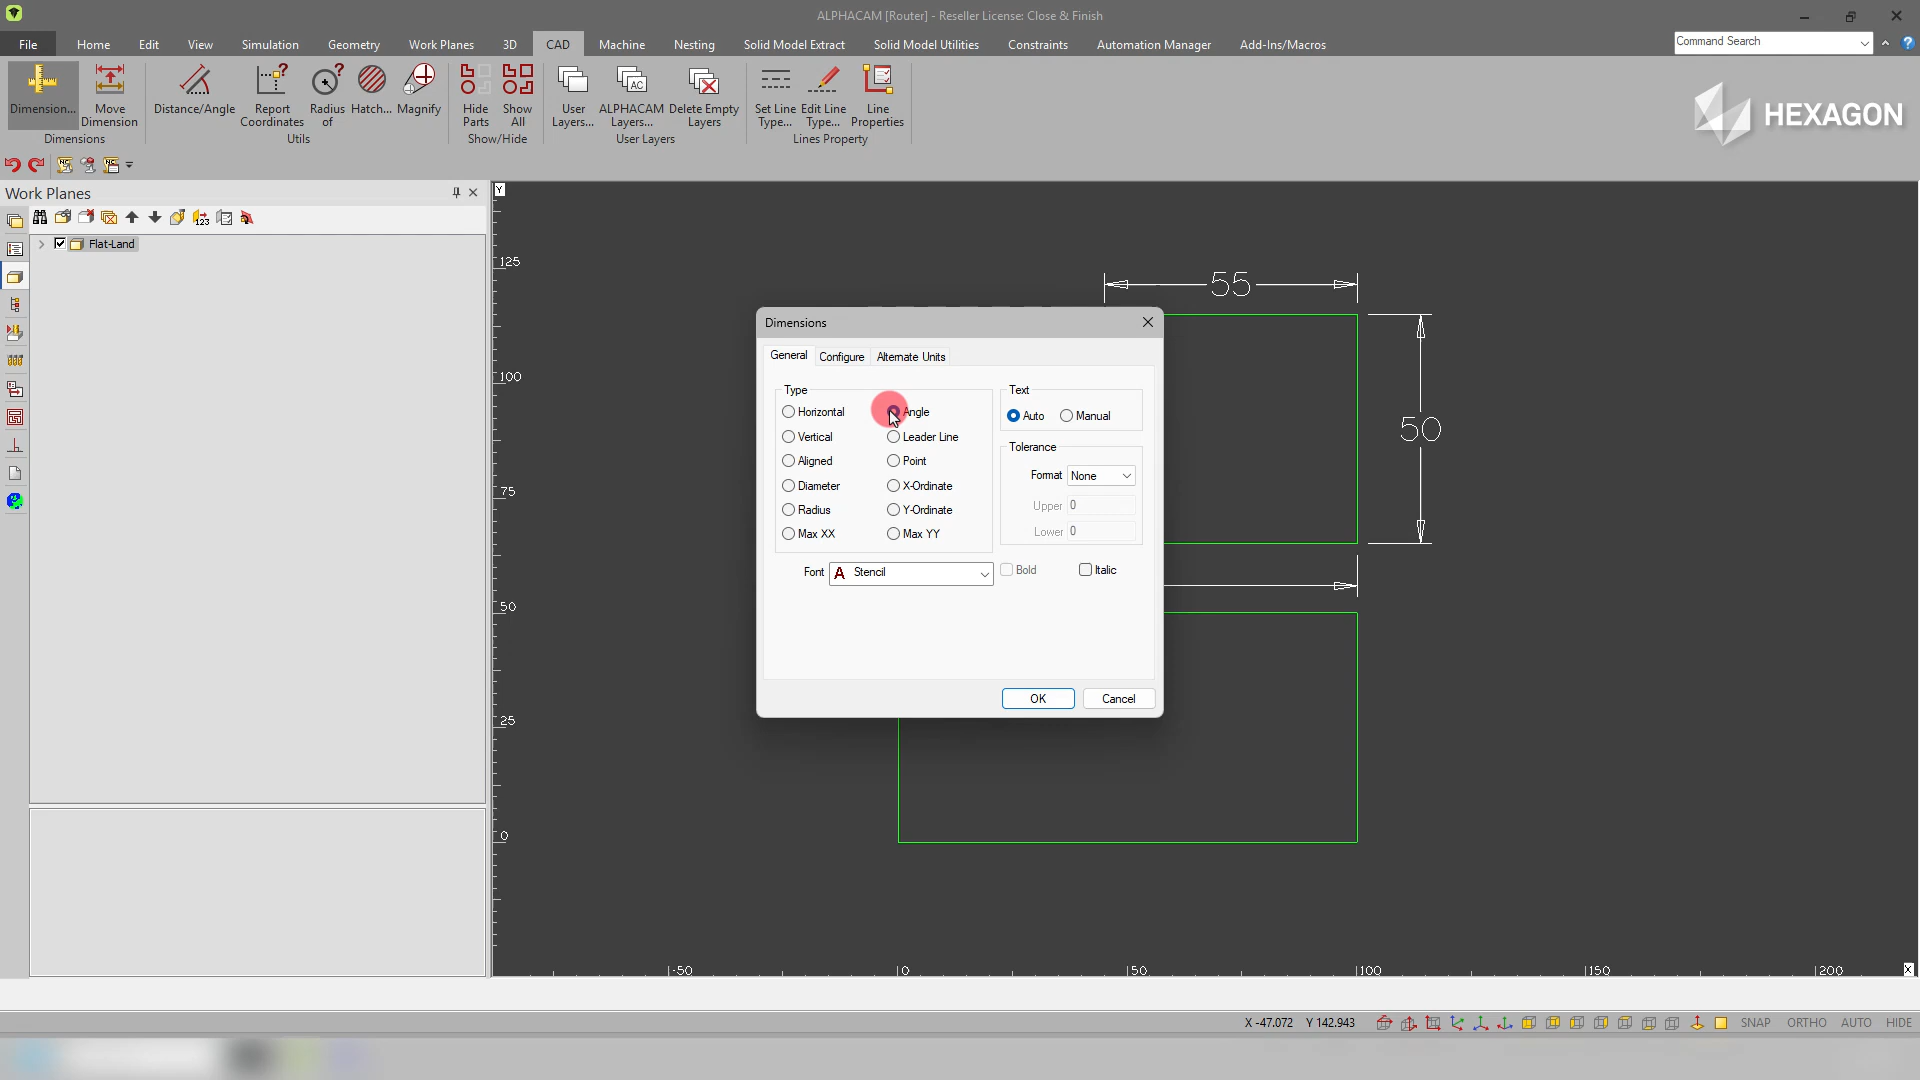 ALPHACAM [Router] - Reseller License: Close & Finish
File Home Edit View Simulation Geometry Work Planes 3D CAD Machine Nesting Solid Model Extract Solid Model Utilities Constraints Automation Manager Add-Ins/Macros Command Search
Dimension... Move Dimension Distance/Angle Report Coordinates Radius of Hatch... Magnify Hide Parts Show All User Layers... ALPHACAM Layers... Delete Empty Layers Set Line Type... Edit Line Type... Line Properties
Dimensions Utils Show/Hide User Layers Lines Property
HEXAGON
Work Planes
Flat-Land
Y
125
100
75
50
25
0
55
50
Dimensions
General Configure Alternate Units
Type
Horizontal Angle
Vertical Leader Line
Aligned Point
Diameter X-Ordinate
Radius Y-Ordinate
Max XX Max YY
Text
Auto Manual
Tolerance
Format None
Upper 0
Lower 0
Font A Stencil Bold Italic
OK Cancel
-50 0 50 100 150 200 X
X -47.072 Y 142.943 SNAP ORTHO AUTO HIDE